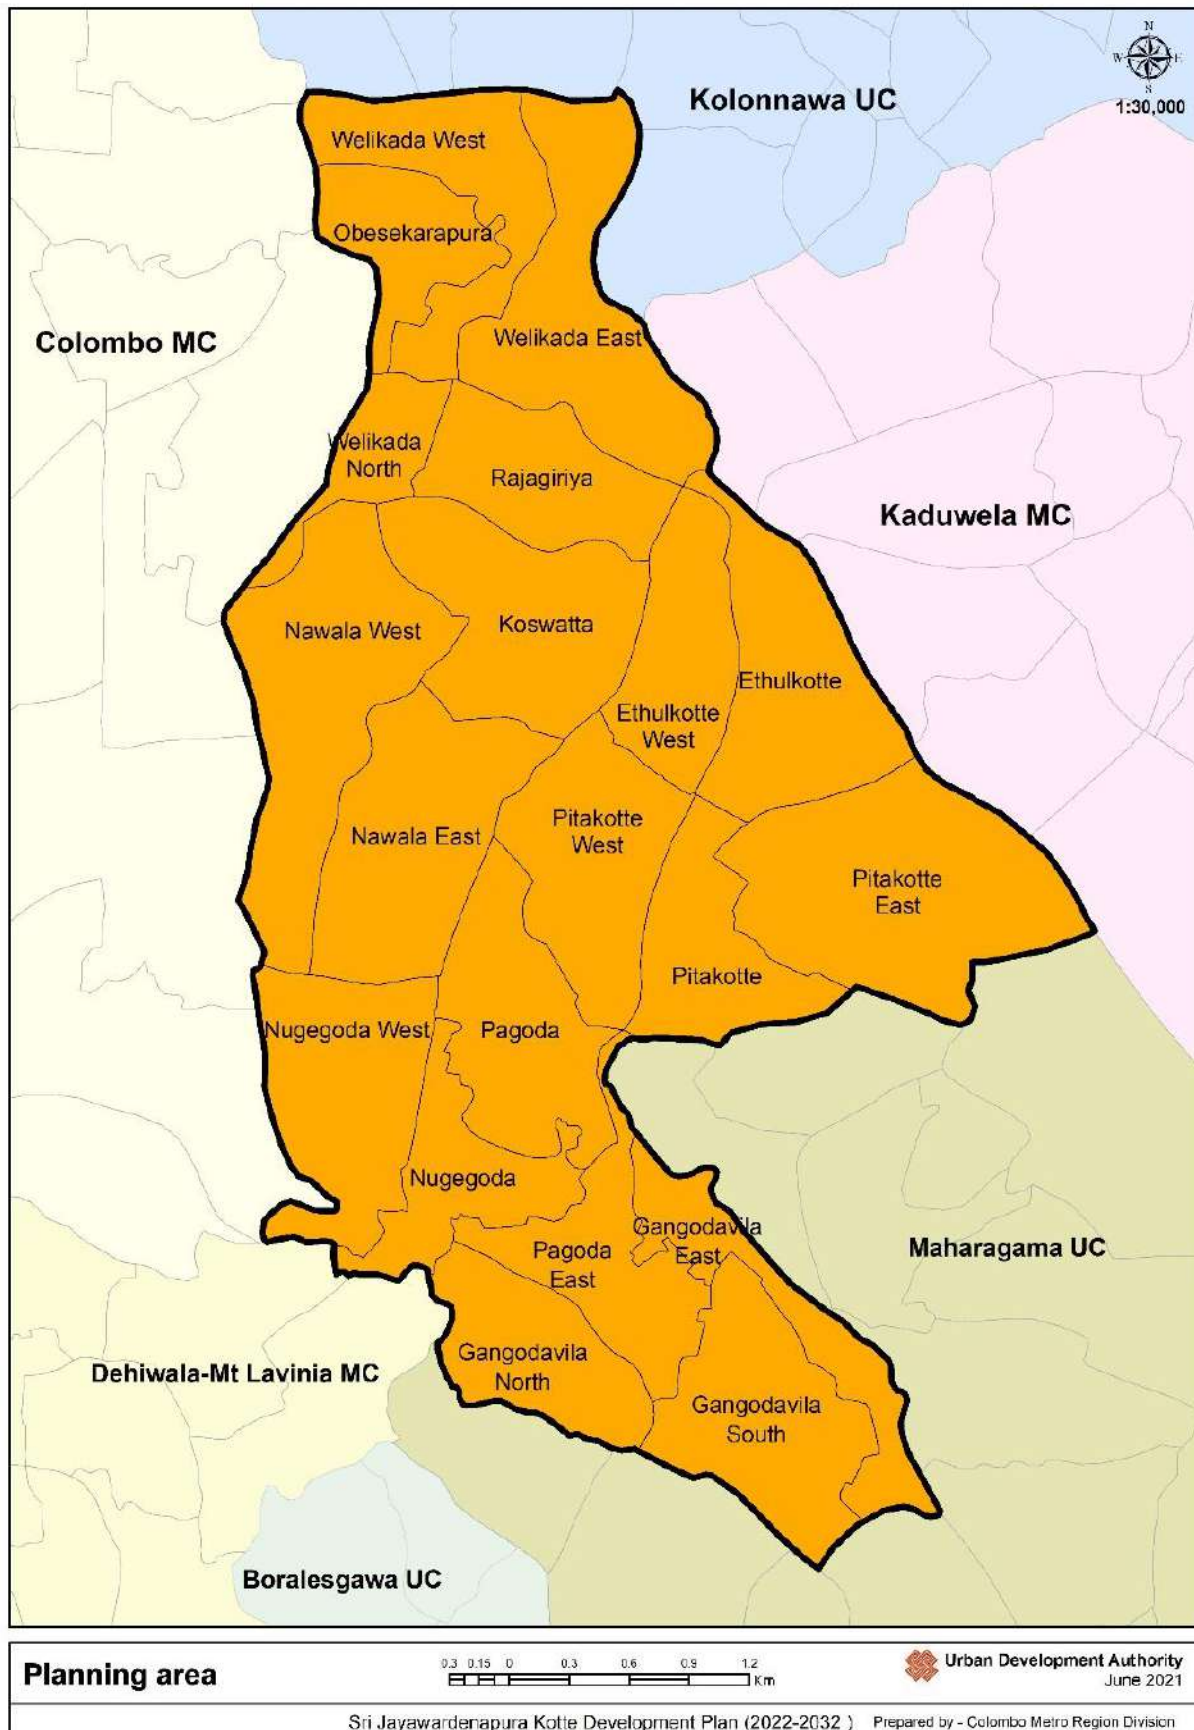 N
W E
S
1:30,000
Kolonnawa UC
Welikada West
Obesekarapura
Colombo MC
Welikada East
Welikada
North
Rajagiriya
Kaduwela MC
Nawala West
Koswatta
Ethulkotte
Ethulkotte
West
Nawala East
Pitakotte
West
Pitakotte
East
Pitakotte
Nugegoda West
Pagoda
Nugegoda
Gangodavila
East
Pagoda
East
Maharagama UC
Gangodavila
North
Dehiwala-Mt Lavinia MC
Gangodavila
South
Boralesgawa UC
Planning area
0.3 0.15 0 0.3 0.6 0.9 1.2
Km
Urban Development Authority
June 2021
Sri Jayawardenapura Kotte Development Plan (2022-2032 )
Prepared by - Colombo Metro Region Division